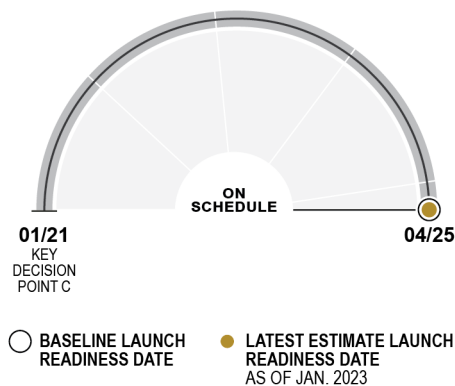 ON
SCHEDULE
01/21
KEY
DECISION
POINT C
04/25
BASELINE LAUNCH
READINESS DATE
LATEST ESTIMATE LAUNCH
READINESS DATE
AS OF JAN. 2023